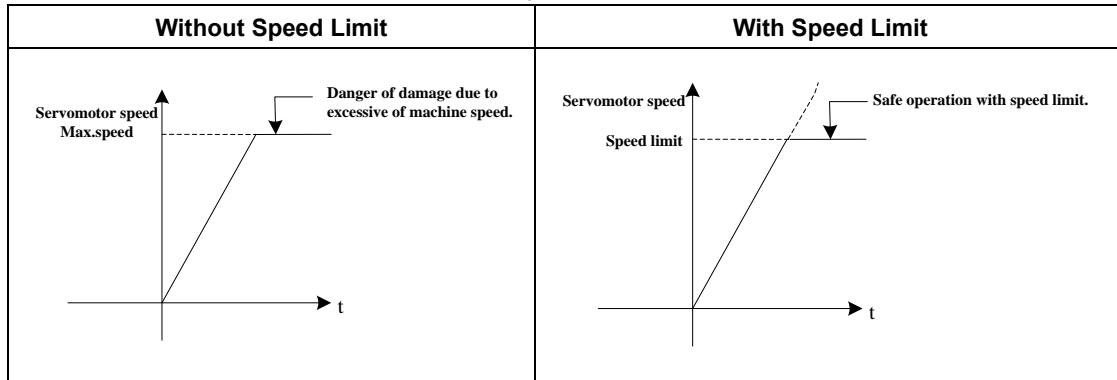 Without Speed Limit
With Speed Limit
Servomotor speed
Max.speed
Danger of damage due to
excessive of machine speed.
t
Servomotor speed
Speed limit
Safe operation with speed limit.
t